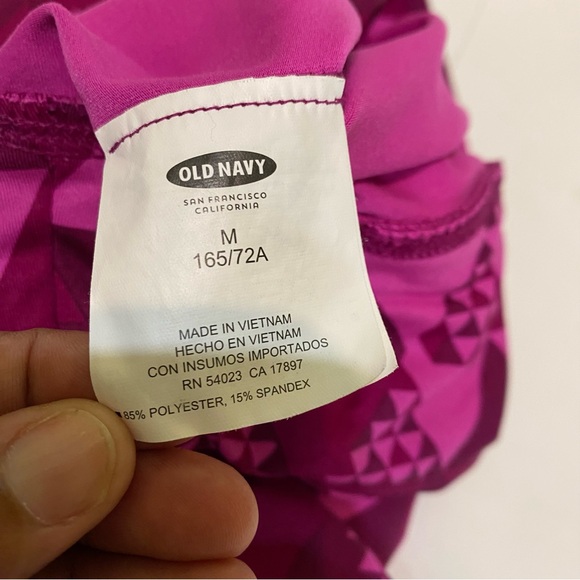 OLD NAVY
SAN FRANCISCO
CALIFORNIA
M
165/72A
MADE IN VIETNAM
HECHO EN VIETNAM
CON INSUMOS IMPORTADOS
RN 54023 CA 17897
85% POLYESTER, 15% SPANDEX